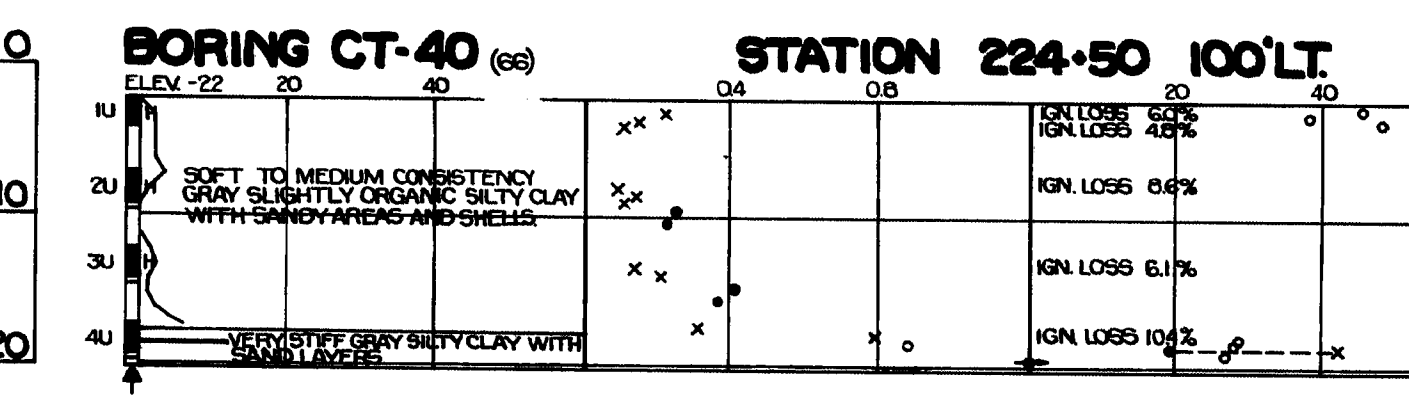 0
BORING CT-40 (66) STATION 224+50 100'LT.
ELEV. -22 20 40 0.4 0.8 20 40
1U IGN. LOSS 6.0%
IGN. LOSS 4.8%
10
2U SOFT TO MEDIUM CONSISTENCY IGN. LOSS 8.6%
GRAY SLIGHTLY ORGANIC SILTY CLAY
WITH SANDY AREAS AND SHELLS.
3U IGN. LOSS 6.1%
20
4U VERY STIFF GRAY SILTY CLAY WITH IGN. LOSS 10.4%
SAND LAYERS